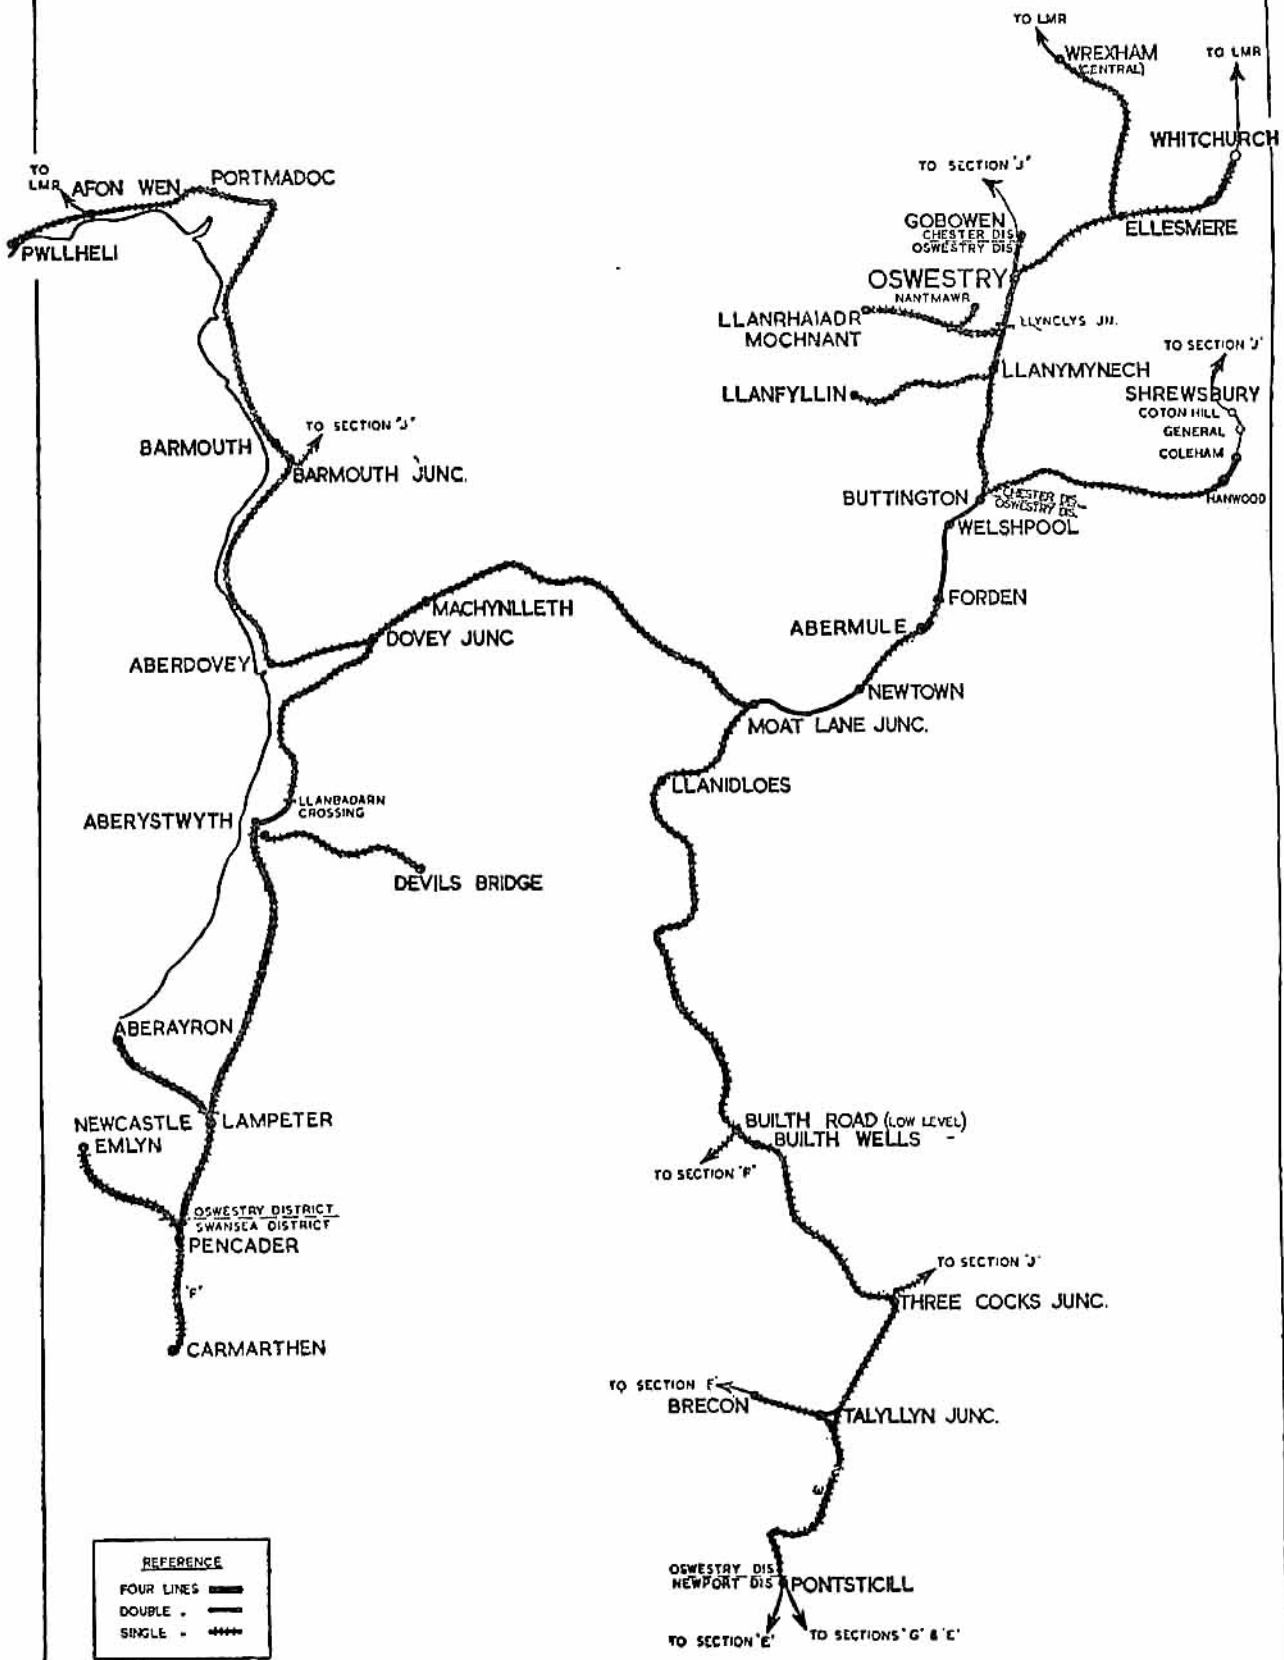 TO LMR
WREXHAM
(CENTRAL)
TO LMR
WHITCHURCH
TO SECTION "J"
TO
LMR
AFON WEN
PORTMADOC
PWLLHELI
GOBOWEN
CHESTER DIS
OSWESTRY DIS
ELLESMERE
OSWESTRY
NANTMAWR
LLANRHAIADR
MOCHNANT
LLYNCLYS JN.
TO SECTION 'J'
LLANYMYNECH
LLANFYLLIN
SHREWSBURY
COTON HILL
GENERAL
COLEHAM
HANWOOD
BARMOUTH
TO SECTION "J"
BARMOUTH JUNC.
BUTTINGTON
CHESTER DIS.
OSWESTRY DIS.
WELSHPOOL
FORDEN
ABERMULE
MACHYNLLETH
DOVEY JUNC
ABERDOVEY
NEWTOWN
MOAT LANE JUNC.
LLANIDLOES
LLANBADARN
CROSSING
ABERYSTWYTH
DEVILS BRIDGE
ABERAYRON
NEWCASTLE
EMLYN
LAMPETER
BUILTH ROAD (LOW LEVEL)
BUILTH WELLS -
TO SECTION "F"
OSWESTRY DISTRICT
SWANSEA DISTRICT
PENCADER
'F'
CARMARTHEN
TO SECTION 'J'
THREE COCKS JUNC.
TO SECTION F'
BRECON
TALYLLYN JUNC.
OSWESTRY DIS
NEWPORT DIS
PONTSTICILL
TO SECTION 'E'
TO SECTIONS 'G' & 'E'
REFERENCE
FOUR LINES
DOUBLE "
SINGLE "